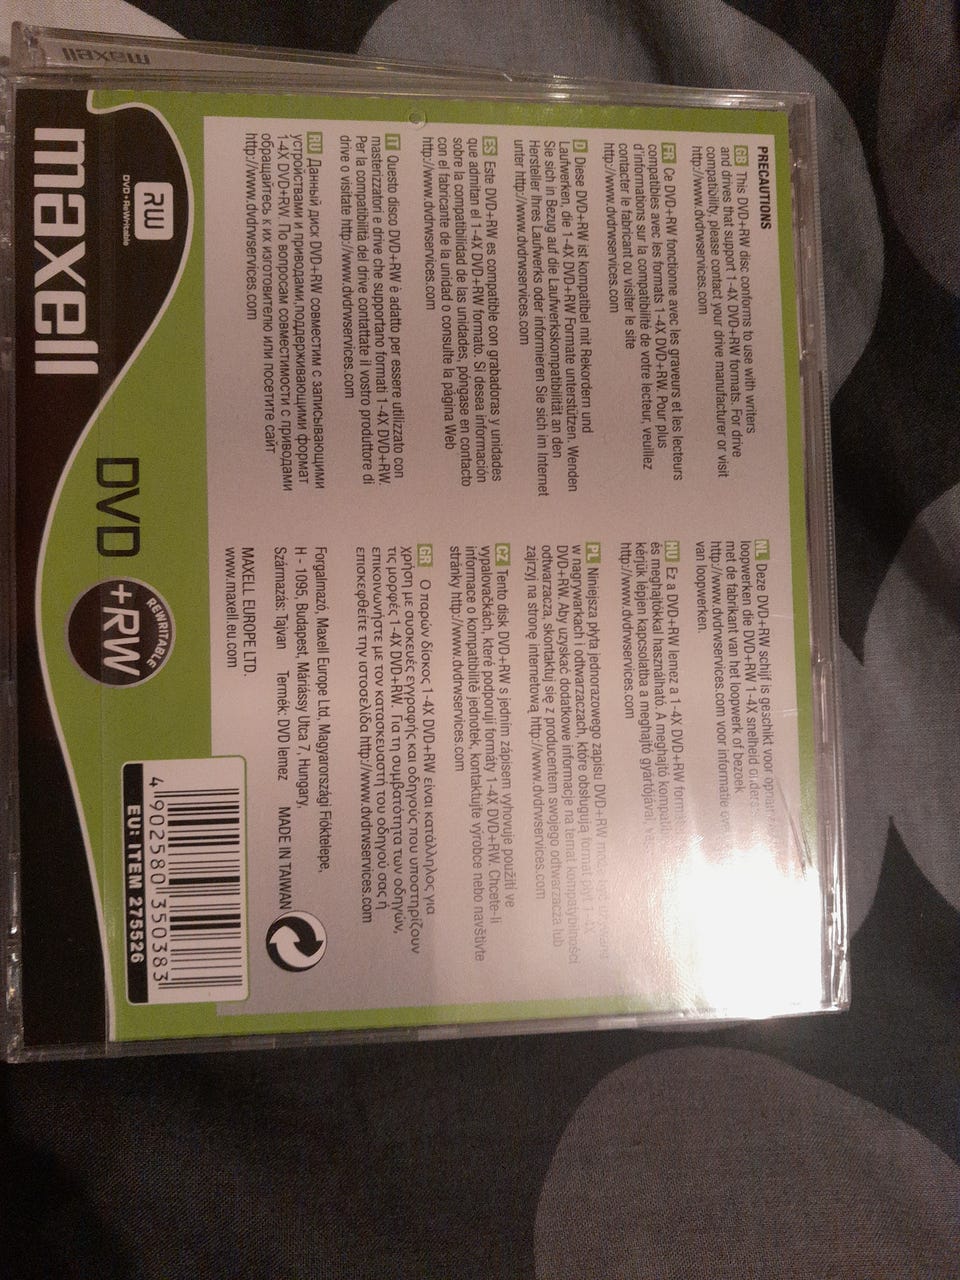 maxell
PRECAUTIONS
GB This DVD+RW disc conforms to use with writers
and drives that support 1-4X DVD+RW formats. For drive
compatibility, please contact your drive manufacturer or visit
http://www.dvdrwservices.com
FR Ce DVD+RW fonctionne avec les graveurs et les lecteurs
compatibles avec les formats 1-4X DVD+RW. Pour plus
d'informations sur la compatibilité de votre lecteur, veuillez
contacter le fabricant ou visiter le site
http://www.dvdrwservices.com
D Diese DVD+RW ist kompatibel mit Rekordern und
Laufwerken, die 1-4X DVD+RW Formate unterstützen. Wenden
Sie sich in Bezug auf die Laufwerkskompatibilität an den
Hersteller Ihres Laufwerks oder informieren Sie sich im Internet
unter http://www.dvdrwservices.com
ES Este DVD+RW es compatible con grabadoras y unidades
que admitan el 1-4X DVD+RW formato. Si desea información
sobre la compatibilidad de las unidades, póngase en contacto
con el fabricante de la unidad o consulte la página Web
http://www.dvdrwservices.com
IT Questo disco DVD+RW è adatto per essere utilizzato con
masterizzatori e drive che supportano formati 1-4X DVD+RW.
Per la compatibilità del drive contattate il vostro produttore di
drive o visitate http://www.dvdrwservices.com
RU Данный диск DVD+RW совместим с записывающими
устройствами и приводами,поддерживающими формат
1-4X DVD+RW. По вопросам совместимости с приводами
обращайтесь к их изготовителю или посетите сайт
http://www.dvdrwservices.com
NL Deze DVD+RW schijf is geschikt voor
loopwerken die DVD+RW 1-4X snelheid
met de fabrikant van het loopwerk of bezoek
http://www.dvdrwservices.com voor informatie
van loopwerken.
HU Ez a DVD+RW lemez a 1-4X DVD+RW
és meghajtókkal használható. A meghajtó
kérjük lépjen kapcsolatba a meghajtó gyártójával,
http://www.dvdrwservices.com
PL Niniejsza płyta jednorazowego zapisu DVD+RW
w nagrywarkach i odtwarzaczach, które obsługują format płyt 1-4X
DVD+RW. Aby uzyskać dodatkowe informacje na temat kompatybilności
odtwarzacza, skontaktuj się z producentem swojego odtwarzacza lub
zajrzyj na stronę internetową http://www.dvdrwservices.com
CZ Tento disk DVD+RW s jedním zápisem vyhovuje použití ve
vypalovačkách, které podporují formáty 1-4X DVD+RW. Chcete-li
informace o kompatibilitě jednotek, kontaktujte výrobce nebo navštivte
stránky http://www.dvdrwservices.com
GR Ο παρών δίσκος 1-4X DVD+RW είναι κατάλληλος για
χρήση με συσκευές εγγραφής και οδηγούς που υποστηρίζουν
τις μορφές 1-4X DVD+RW. Για τη συμβατότητα των οδηγών,
επικοινωνήστε με τον κατασκευαστή του οδηγού σας ή
επισκεφθείτε την ιστοσελίδα http://www.dvdrwservices.com
Forgalmazó, Maxell Europe Ltd, Magyarországi Fióktelepe,
H - 1095, Budapest, Máriássy Utca 7, Hungary,
Származás: Tajvan Termék: DVD lemez MADE IN TAIWAN
MAXELL EUROPE LTD.
www.maxell.eu.com
RW
DVD+ReWritable
maxell
DVD
REWRITABLE
+RW
4 902580 350383
EU: ITEM 275526